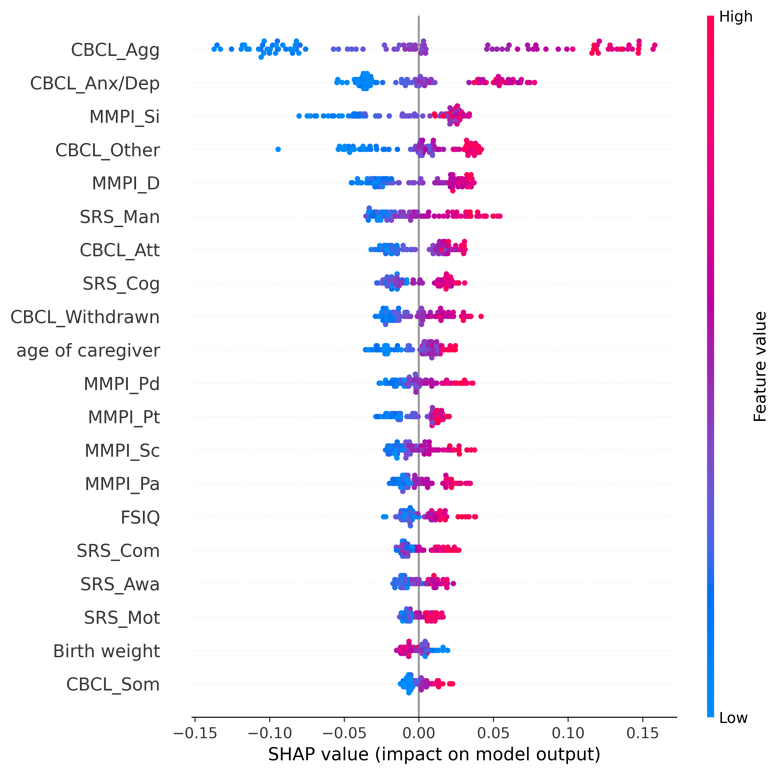 High
CBCL_Agg
CBCL_Anx/Dep
MMPI_Si
CBCL_Other
MMPI_D
SRS_Man
CBCL_Att
SRS_Cog
CBCL_Withdrawn
age of caregiver
MMPI_Pd
MMPI_Pt
MMPI_Sc
MMPI_Pa
FSIQ
SRS_Com
SRS_Awa
SRS_Mot
Birth weight
CBCL_Som
Feature value
Low
−0.15 −0.10 −0.05 0.00 0.05 0.10 0.15
SHAP value (impact on model output)